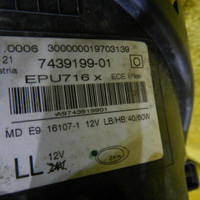 .0006 300000019703139
21 7439199-01
stria EPU716 x ECE
vA9743919901
MD E9 16107-1 12V LB/HB:40/60W
LL 12V